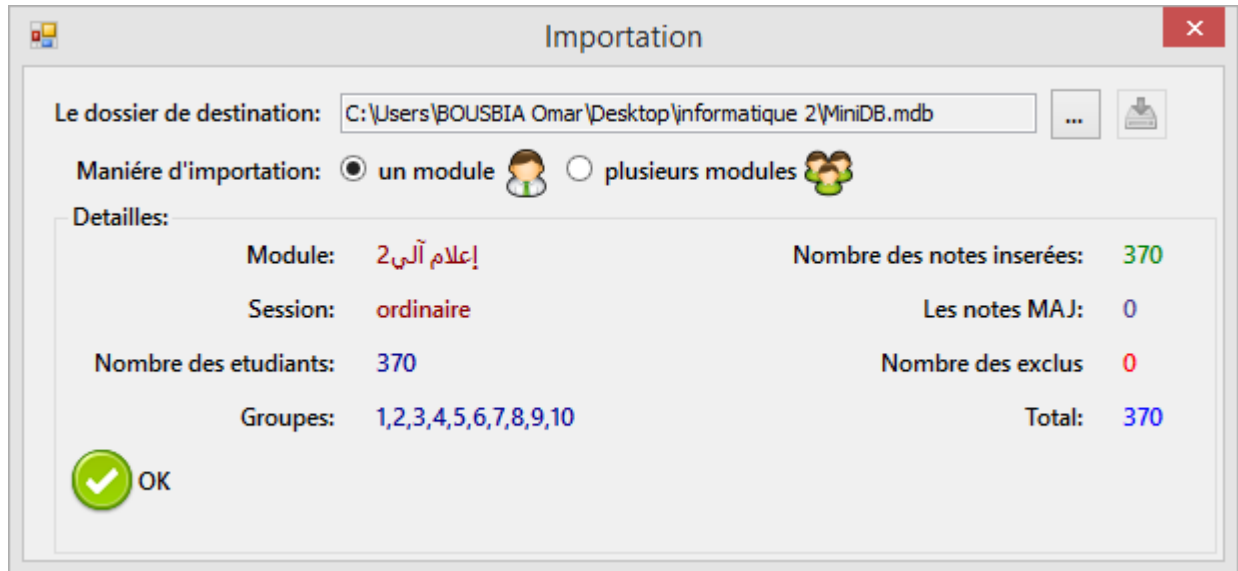 Importation
Le dossier de destination: C:\Users\BOUSBIA Omar\Desktop\informatique 2\MiniDB.mdb ...
Maniére d'importation: un module plusieurs modules
Detailles:
Module: إعلام آلي2 Nombre des notes inserées: 370
Session: ordinaire Les notes MAJ: 0
Nombre des etudiants: 370 Nombre des exclus 0
Groupes: 1,2,3,4,5,6,7,8,9,10 Total: 370
OK